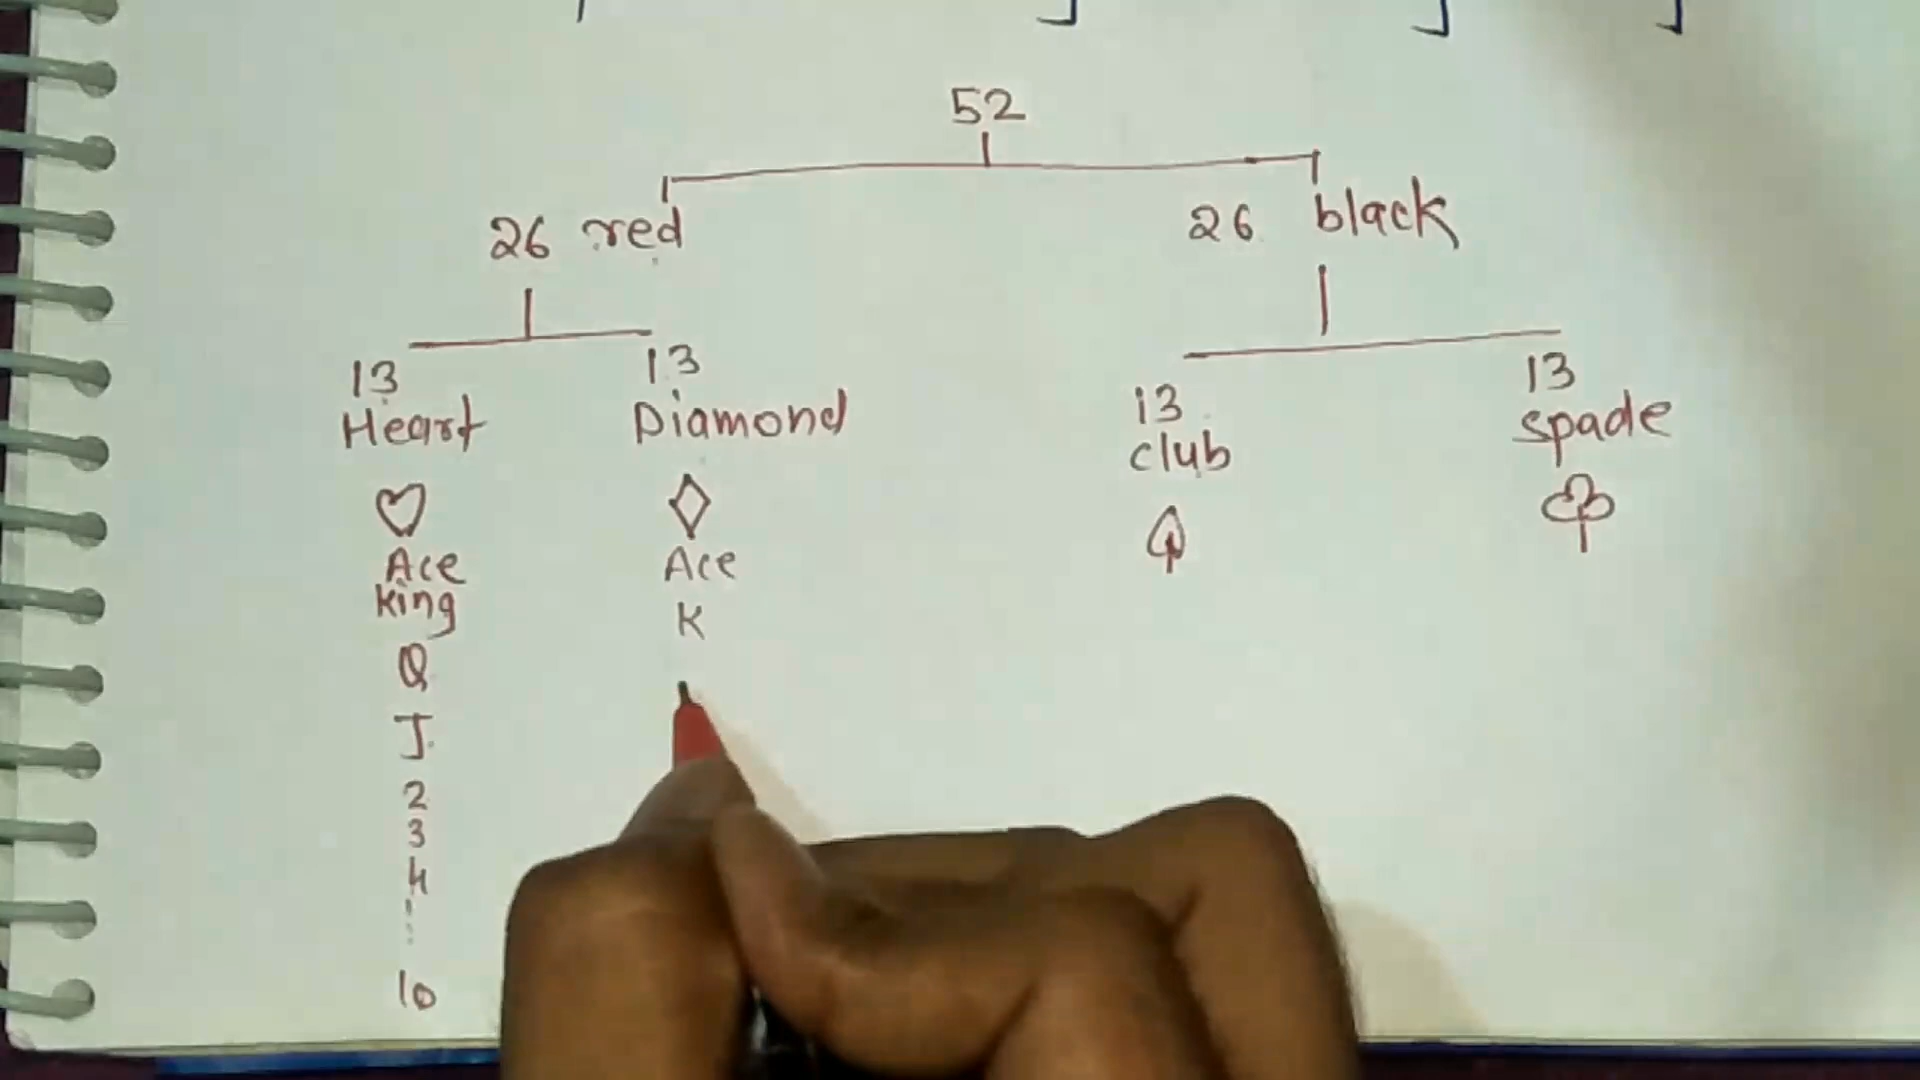 52
26 red
26 black
13
Heart
13
Diamond
13
club
13
spade
Ace
King
Q
J
2
3
4
10
Ace
K